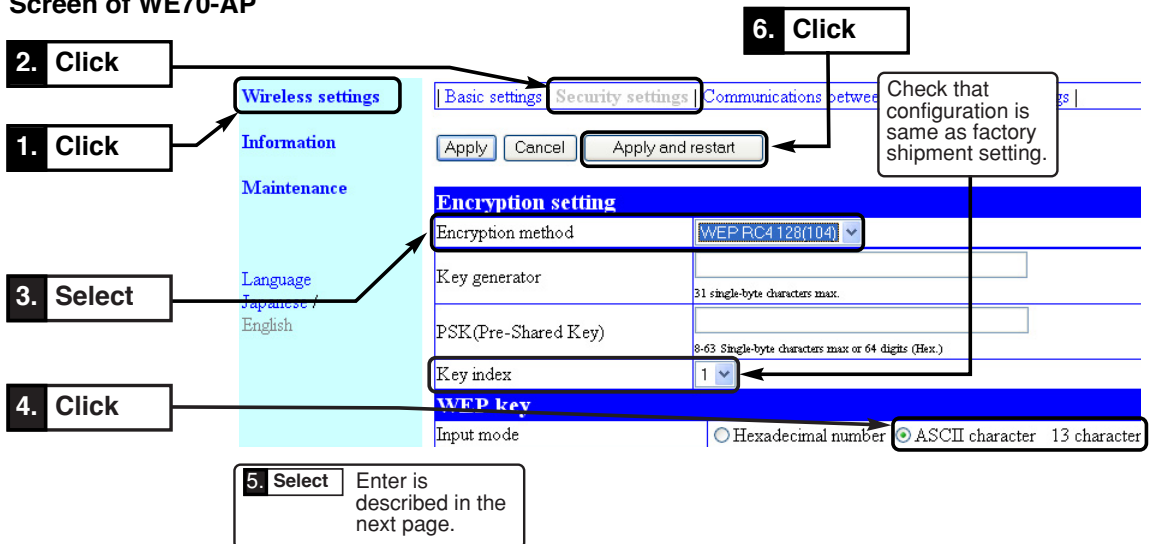 Screen of WE70-AP
6. Click
2. Click
Check that
configuration is
same as factory
shipment setting.
Wireless settings
| Basic settings | Security settings | Communications betwee gs |
1. Click
Information
Apply Cancel Apply and restart
Maintenance
Encryption setting
Encryption method WEP RC4 128(104)
3. Select
Language
Japanese /
English
Key generator
31 single-byte characters max.
PSK(Pre-Shared Key)
8-63 Single-byte characters max or 64 digits (Hex.)
Key index 1
4. Click
WEP key
Input mode Hexadecimal number ASCII character 13 character
5. Select Enter is
described in the
next page.